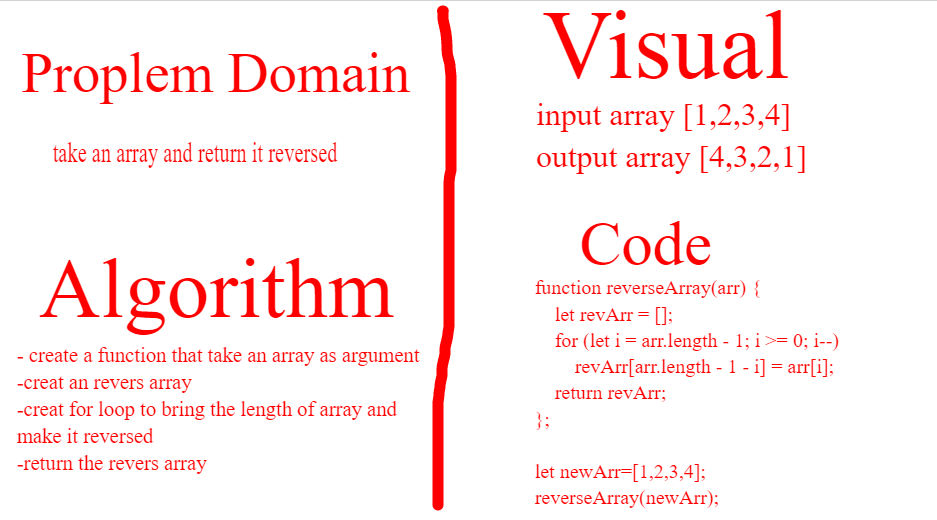 Proplem Domain
take an array and return it reversed
Algorithm
- create a function that take an array as argument
-creat an revers array
-creat for loop to bring the length of array and
make it reversed
-return the revers array
Visual
input array [1,2,3,4]
output array [4,3,2,1]
Code
function reverseArray(arr) {
    let revArr = [];
    for (let i = arr.length - 1; i >= 0; i--)
        revArr[arr.length - 1 - i] = arr[i];
    return revArr;
};
let newArr=[1,2,3,4];
reverseArray(newArr);